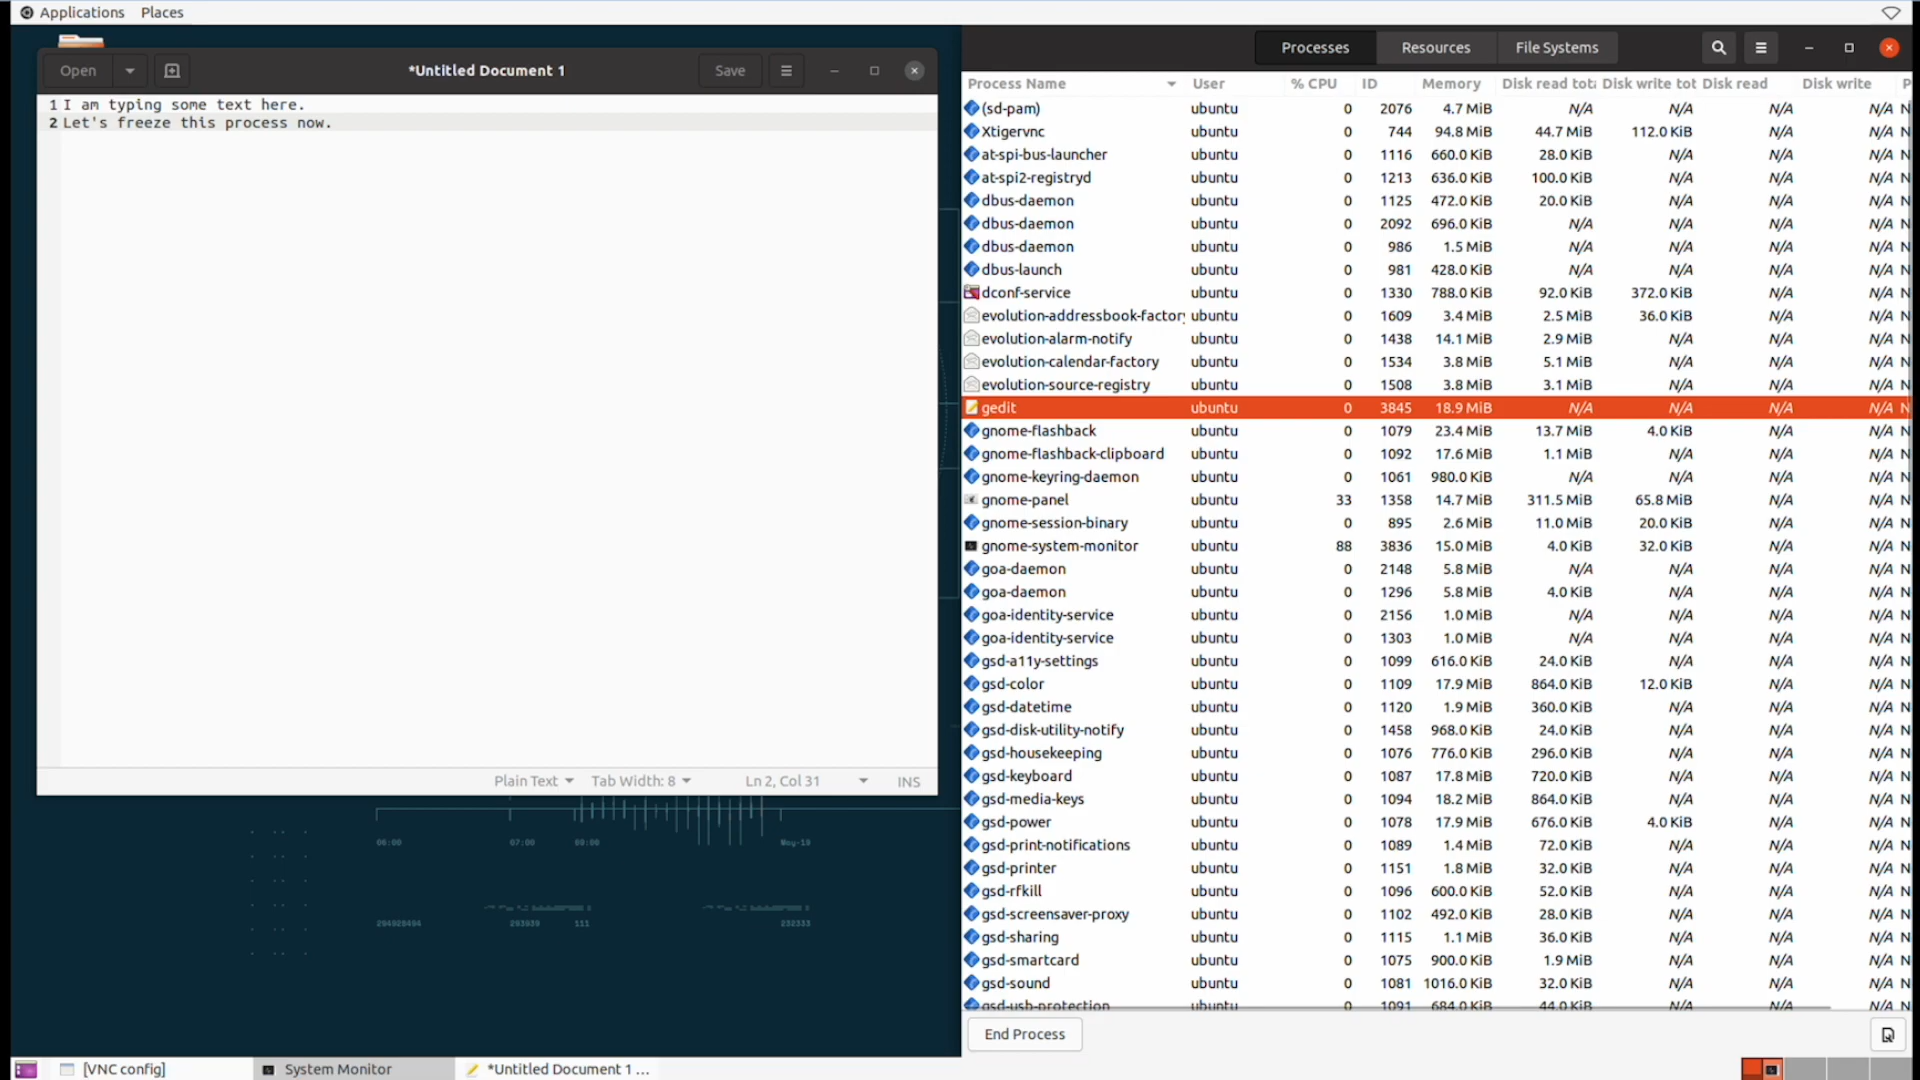 Applications Places
Open *Untitled Document 1 Save
1 I am typing some text here.
2 Let's freeze this process now.
Plain Text Tab Width: 8 Ln 2, Col 31 INS
06:00 07:00 May-19
111 232333
Processes Resources File Systems
Process Name User % CPU ID Memory Disk read tota Disk write tot Disk read Disk write P
(sd-pam) ubuntu 0 2076 4.7 MiB N/A N/A N/A N/A N
Xtigervnc ubuntu 0 744 94.8 MiB 44.7 MiB 112.0 KiB N/A N/A N
at-spi-bus-launcher ubuntu 0 1116 660.0 KiB 28.0 KiB N/A N/A N/A N
at-spi2-registryd ubuntu 0 1213 636.0 KiB 100.0 KiB N/A N/A N/A N
dbus-daemon ubuntu 0 1125 472.0 KiB 20.0 KiB N/A N/A N/A N
dbus-daemon ubuntu 0 2092 696.0 KiB N/A N/A N/A N/A N
dbus-daemon ubuntu 0 986 1.5 MiB N/A N/A N/A N/A N
dbus-launch ubuntu 0 981 428.0 KiB N/A N/A N/A N/A N
dconf-service ubuntu 0 1330 788.0 KiB 92.0 KiB 372.0 KiB N/A N/A N
evolution-addressbook-factory ubuntu 0 1609 3.4 MiB 2.5 MiB 36.0 KiB N/A N/A N
evolution-alarm-notify ubuntu 0 1438 14.1 MiB 2.9 MiB N/A N/A N/A N
evolution-calendar-factory ubuntu 0 1534 3.8 MiB 5.1 MiB N/A N/A N/A N
evolution-source-registry ubuntu 0 1508 3.8 MiB 3.1 MiB N/A N/A N/A N
gedit ubuntu 0 3845 18.9 MiB N/A N/A N/A N/A N
gnome-flashback ubuntu 0 1079 23.4 MiB 13.7 MiB 4.0 KiB N/A N/A N
gnome-flashback-clipboard ubuntu 0 1092 17.6 MiB 1.1 MiB N/A N/A N/A N
gnome-keyring-daemon ubuntu 0 1061 980.0 KiB N/A N/A N/A N/A N
gnome-panel ubuntu 33 1358 14.7 MiB 311.5 MiB 65.8 MiB N/A N/A N
gnome-session-binary ubuntu 0 895 2.6 MiB 11.0 MiB 20.0 KiB N/A N/A N
gnome-system-monitor ubuntu 88 3836 15.0 MiB 4.0 KiB 32.0 KiB N/A N/A N
goa-daemon ubuntu 0 2148 5.8 MiB N/A N/A N/A N/A N
goa-daemon ubuntu 0 1296 5.8 MiB 4.0 KiB N/A N/A N/A N
goa-identity-service ubuntu 0 2156 1.0 MiB N/A N/A N/A N/A N
goa-identity-service ubuntu 0 1303 1.0 MiB N/A N/A N/A N/A N
gsd-a11y-settings ubuntu 0 1099 616.0 KiB 24.0 KiB N/A N/A N/A N
gsd-color ubuntu 0 1109 17.9 MiB 864.0 KiB 12.0 KiB N/A N/A N
gsd-datetime ubuntu 0 1120 1.9 MiB 360.0 KiB N/A N/A N/A N
gsd-disk-utility-notify ubuntu 0 1458 968.0 KiB 24.0 KiB N/A N/A N/A N
gsd-housekeeping ubuntu 0 1076 776.0 KiB 296.0 KiB N/A N/A N/A N
gsd-keyboard ubuntu 0 1087 17.8 MiB 720.0 KiB N/A N/A N/A N
gsd-media-keys ubuntu 0 1094 18.2 MiB 864.0 KiB N/A N/A N/A N
gsd-power ubuntu 0 1078 17.9 MiB 676.0 KiB 4.0 KiB N/A N/A N
gsd-print-notifications ubuntu 0 1089 1.4 MiB 72.0 KiB N/A N/A N/A N
gsd-printer ubuntu 0 1151 1.8 MiB 32.0 KiB N/A N/A N/A N
gsd-rfkill ubuntu 0 1096 600.0 KiB 52.0 KiB N/A N/A N/A N
gsd-screensaver-proxy ubuntu 0 1102 492.0 KiB 28.0 KiB N/A N/A N/A N
gsd-sharing ubuntu 0 1115 1.1 MiB 36.0 KiB N/A N/A N/A N
gsd-smartcard ubuntu 0 1075 900.0 KiB 1.9 MiB N/A N/A N/A N
gsd-sound ubuntu 0 1081 1016.0 KiB 32.0 KiB N/A N/A N/A N
gsd-usb-protection ubuntu 0 1091 684.0 KiB 44.0 KiB N/A N/A N/A N
End Process
[VNC config] System Monitor *Untitled Document 1 ...